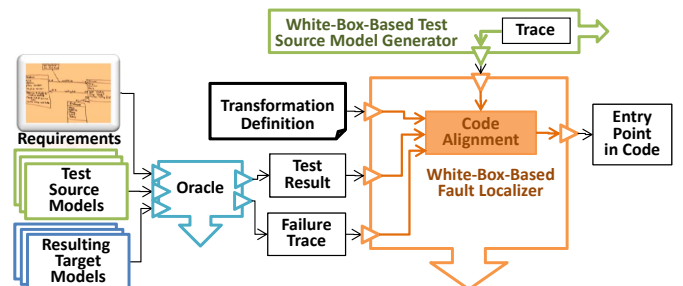 White-Box-Based Test
Source Model Generator
Trace
Transformation
Definition
Code
Alignment
Entry
Point
in Code
Requirements
White-Box-Based
Fault Localizer
Test
Source
Models
Oracle
Test
Result
Failure
Trace
Resulting
Target
Models